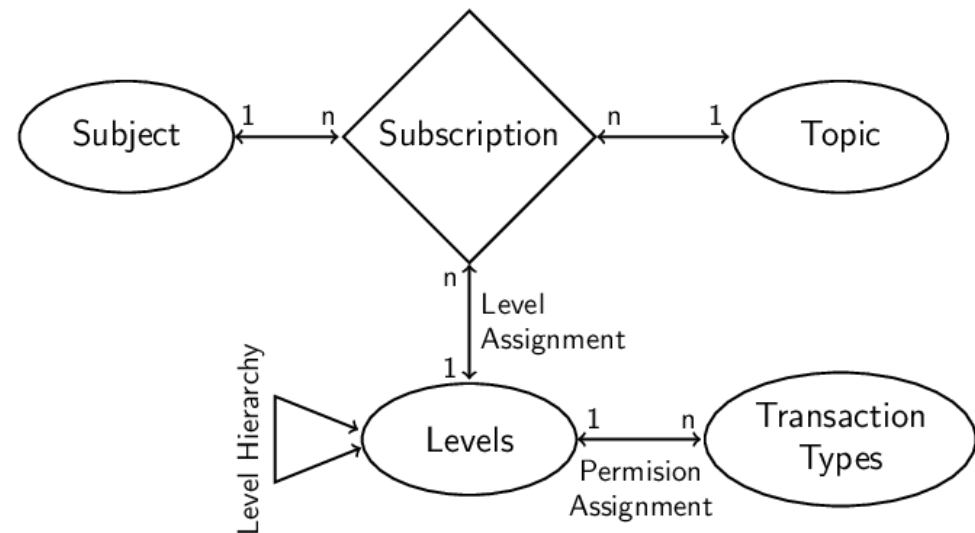 Subject
1
n
Subscription
n
1
Topic
n
Level
Assignment
1
Level Hierarchy
Levels
1
n
Permision
Assignment
Transaction
Types